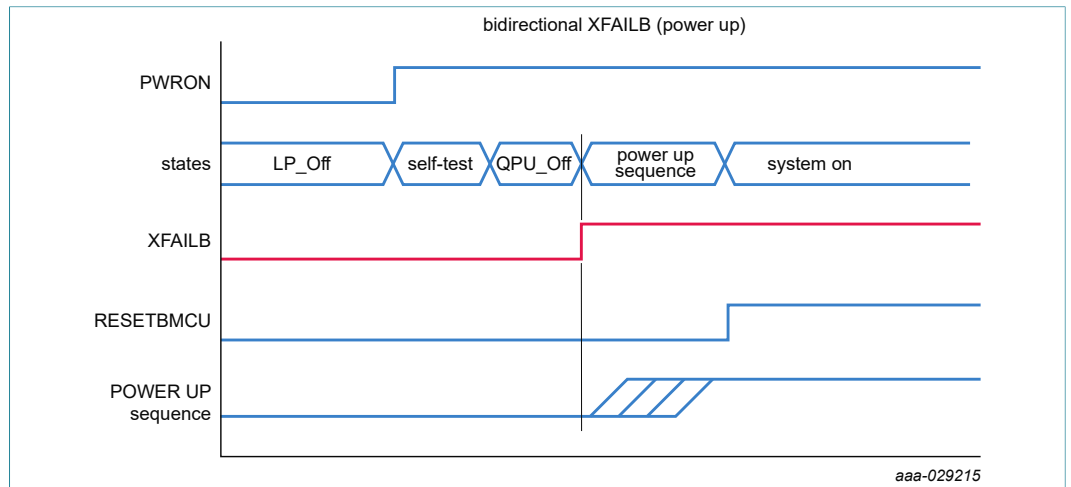 bidirectional XFAILB (power up)
PWRON
states
LP_Off
self-test
QPU_Off
power up
sequence
system on
XFAILB
RESETBMCU
POWER UP
sequence
aaa-029215